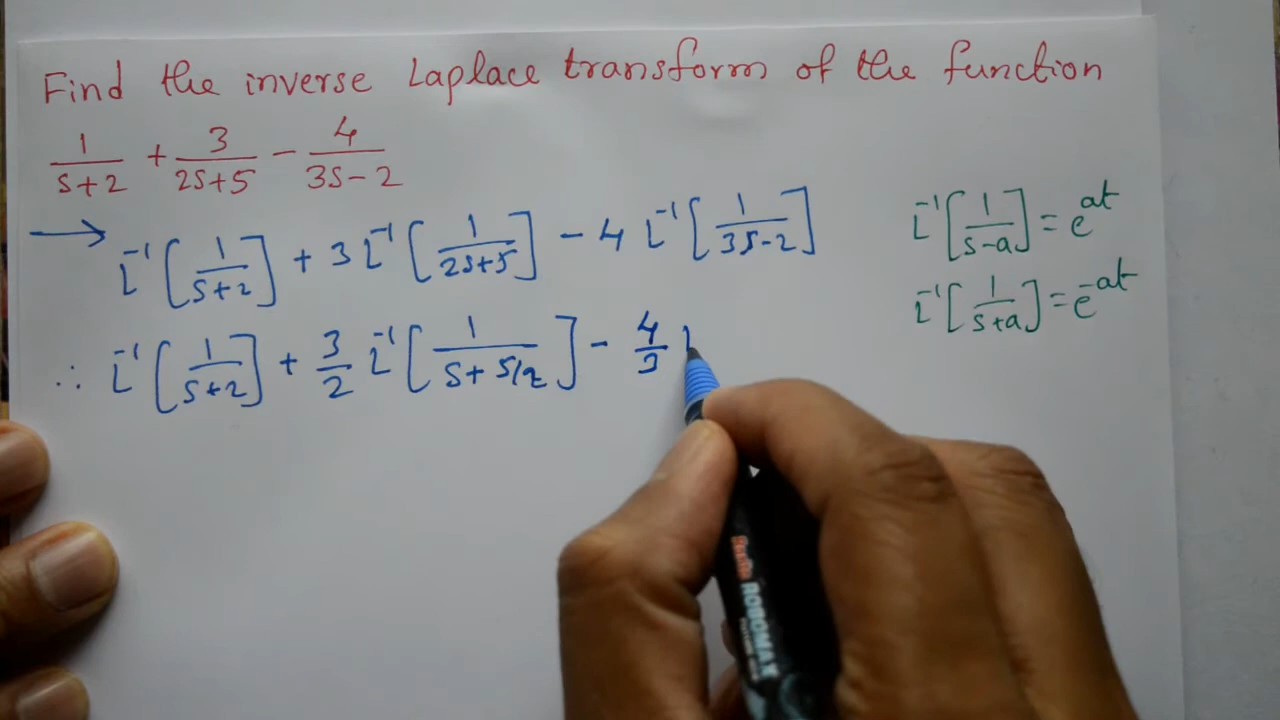 Find the inverse Laplace transform of the function
1/(s+2) + 3/(2s+5) - 4/(3s-2)
→ L⁻¹[1/(s+2)] + 3 L⁻¹[1/(2s+5)] - 4 L⁻¹[1/(3s-2)]
∴ L⁻¹[1/(s+2)] + 3/2 L⁻¹[1/(s+5/2)] - 4/3
L⁻¹[1/(s-a)] = e^at
L⁻¹[1/(s+a)] = e^-at
ROBOMAX